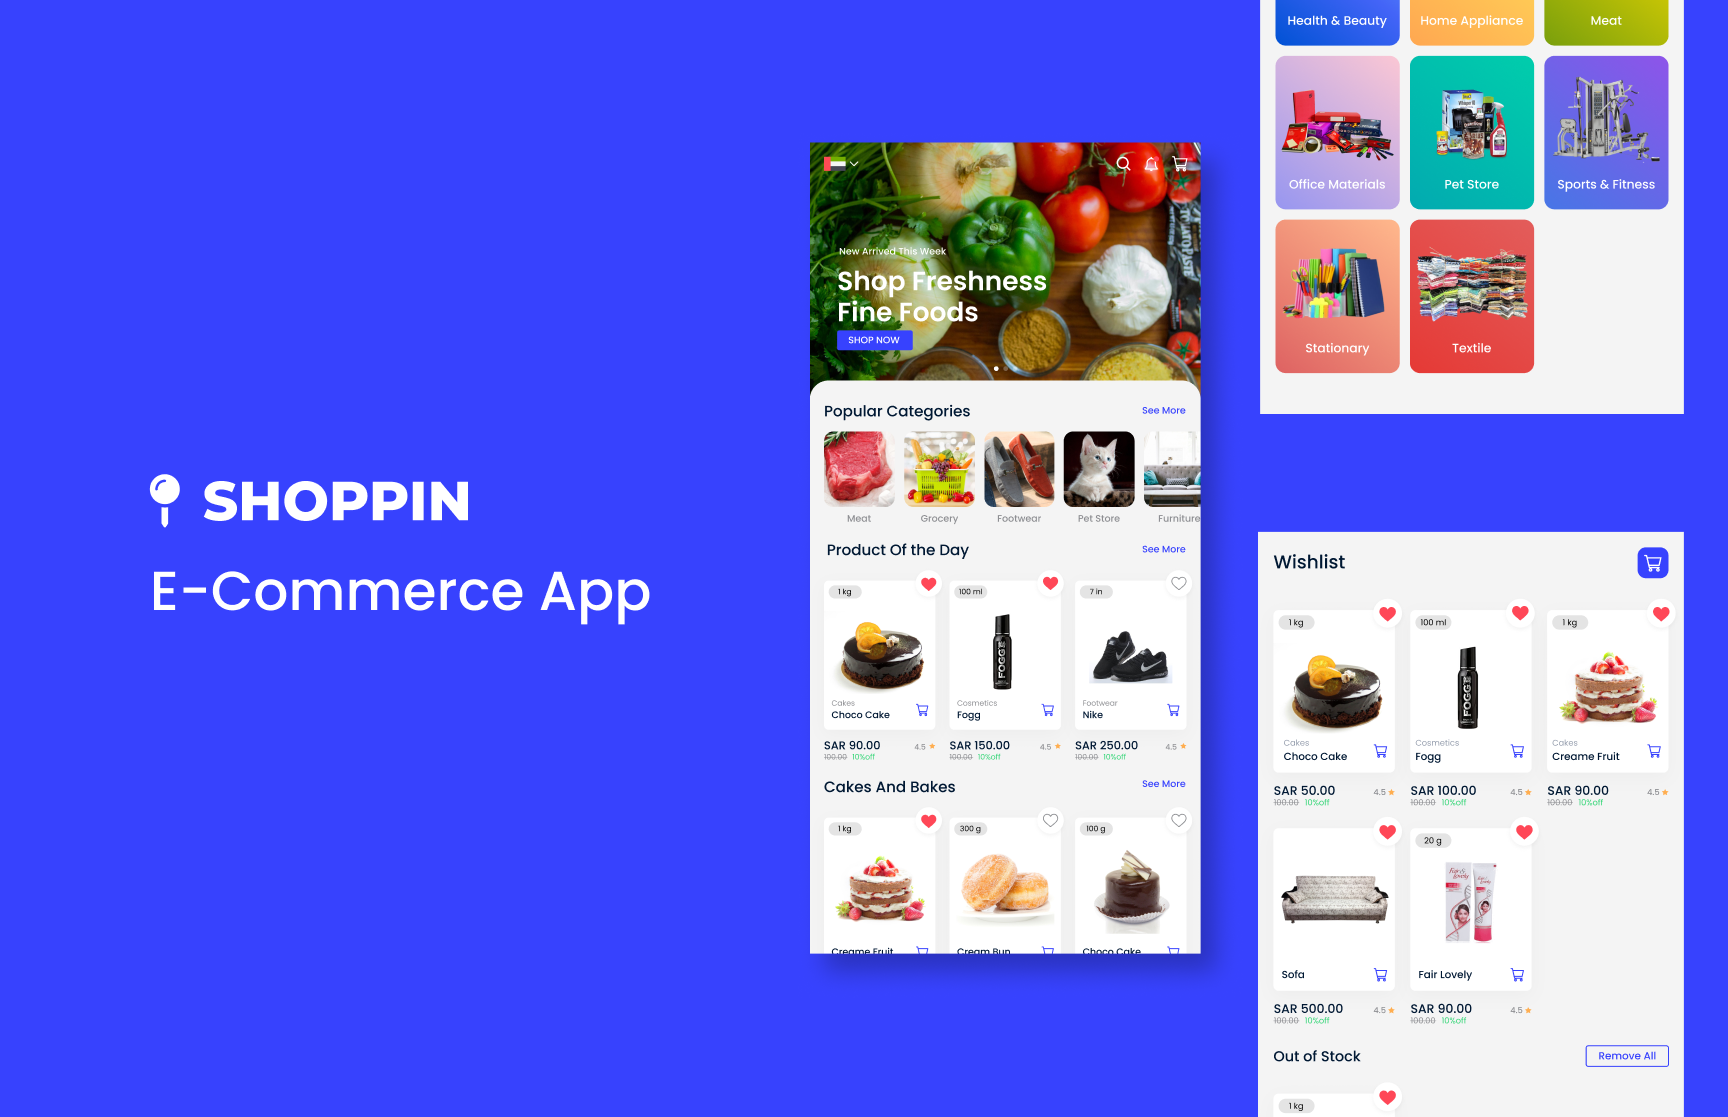 SHOPPIN
E-Commerce App
New Arrived This Week
Shop Freshness
Fine Foods
SHOP NOW
Popular Categories
See More
Meat
Grocery
Footwear
Pet Store
Furniture
Product Of the Day
See More
1 kg
100 ml
7 in
FOGG
Cakes
Choco Cake
Cosmetics
Fogg
Footwear
Nike
SAR 90.00
4.5
100.00 10%off
SAR 150.00
4.5
100.00 10%off
SAR 250.00
4.5
100.00 10%off
Cakes And Bakes
See More
1 kg
300 g
100 g
Creame Fruit
Cream Bun
Choco Cake
Health & Beauty
Home Appliance
Meat
Office Materials
Pet Store
Sports & Fitness
Stationary
Textile
Wishlist
1 kg
100 ml
1 kg
FOGG
Cakes
Choco Cake
Cosmetics
Fogg
Cakes
Creame Fruit
SAR 50.00
4.5
100.00 10%off
SAR 100.00
4.5
100.00 10%off
SAR 90.00
4.5
100.00 10%off
20 g
Fair & Lovely
Sofa
Fair Lovely
SAR 500.00
4.5
100.00 10%off
SAR 90.00
4.5
100.00 10%off
Out of Stock
Remove All
1 kg